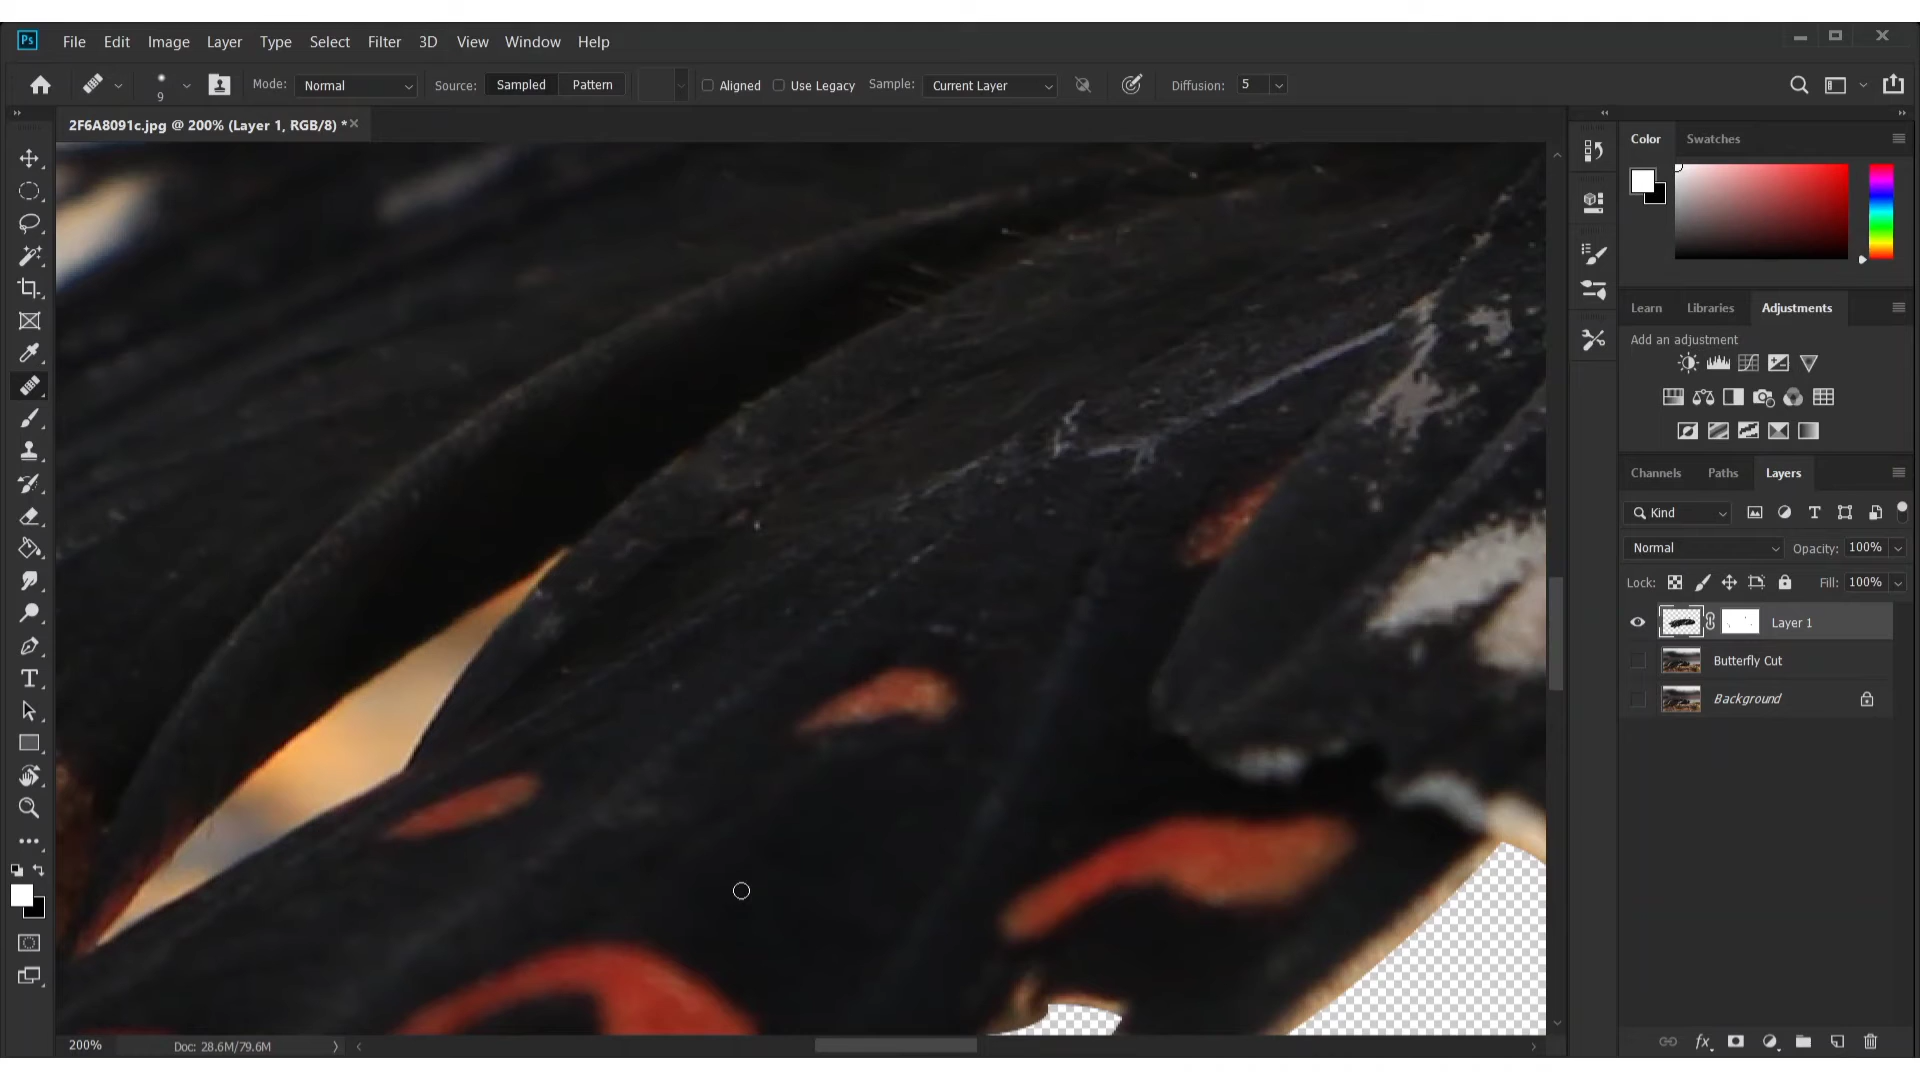 Ps File Edit Image Layer Type Select Filter 3D View Window Help
9 Mode: Normal Source: Sampled Pattern Aligned Use Legacy Sample: Current Layer Diffusion: 5
2F6A8091c.jpg @ 200% (Layer 1, RGB/8) *
Color Swatches
Learn Libraries Adjustments
Add an adjustment
Channels Paths Layers
Kind
Normal Opacity: 100%
Lock: Fill: 100%
Layer 1
Butterfly Cut
Background
200% Doc: 28.6M/79.6M